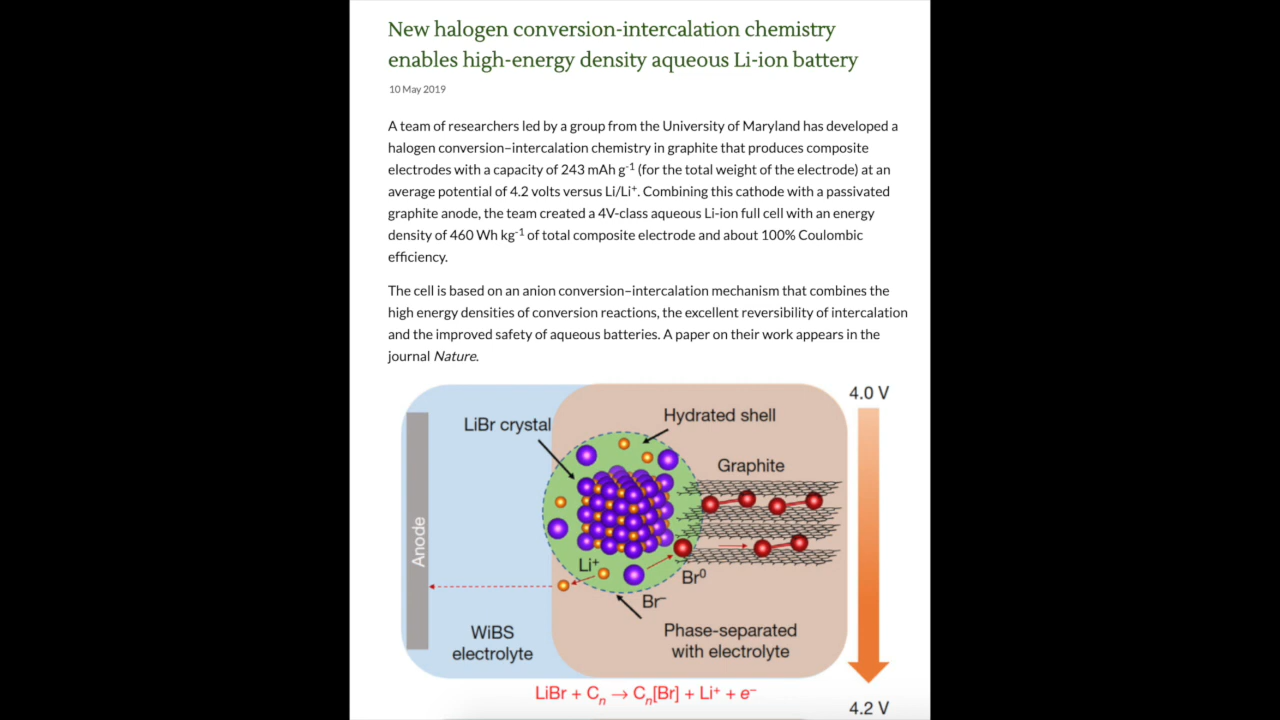 New halogen conversion-intercalation chemistry
enables high-energy density aqueous Li-ion battery
10 May 2019
A team of researchers led by a group from the University of Maryland has developed a
halogen conversion–intercalation chemistry in graphite that produces composite
electrodes with a capacity of 243 mAh g⁻¹ (for the total weight of the electrode) at an
average potential of 4.2 volts versus Li/Li⁺. Combining this cathode with a passivated
graphite anode, the team created a 4V-class aqueous Li-ion full cell with an energy
density of 460 Wh kg⁻¹ of total composite electrode and about 100% Coulombic
efficiency.
The cell is based on an anion conversion–intercalation mechanism that combines the
high energy densities of conversion reactions, the excellent reversibility of intercalation
and the improved safety of aqueous batteries. A paper on their work appears in the
journal Nature.
4.0 V
Hydrated shell
LiBr crystal
Graphite
Anode
Li⁺
Br⁰
Br⁻
WiBS
electrolyte
Phase-separated
with electrolyte
LiBr + Cₙ → Cₙ[Br] + Li⁺ + e⁻
4.2 V